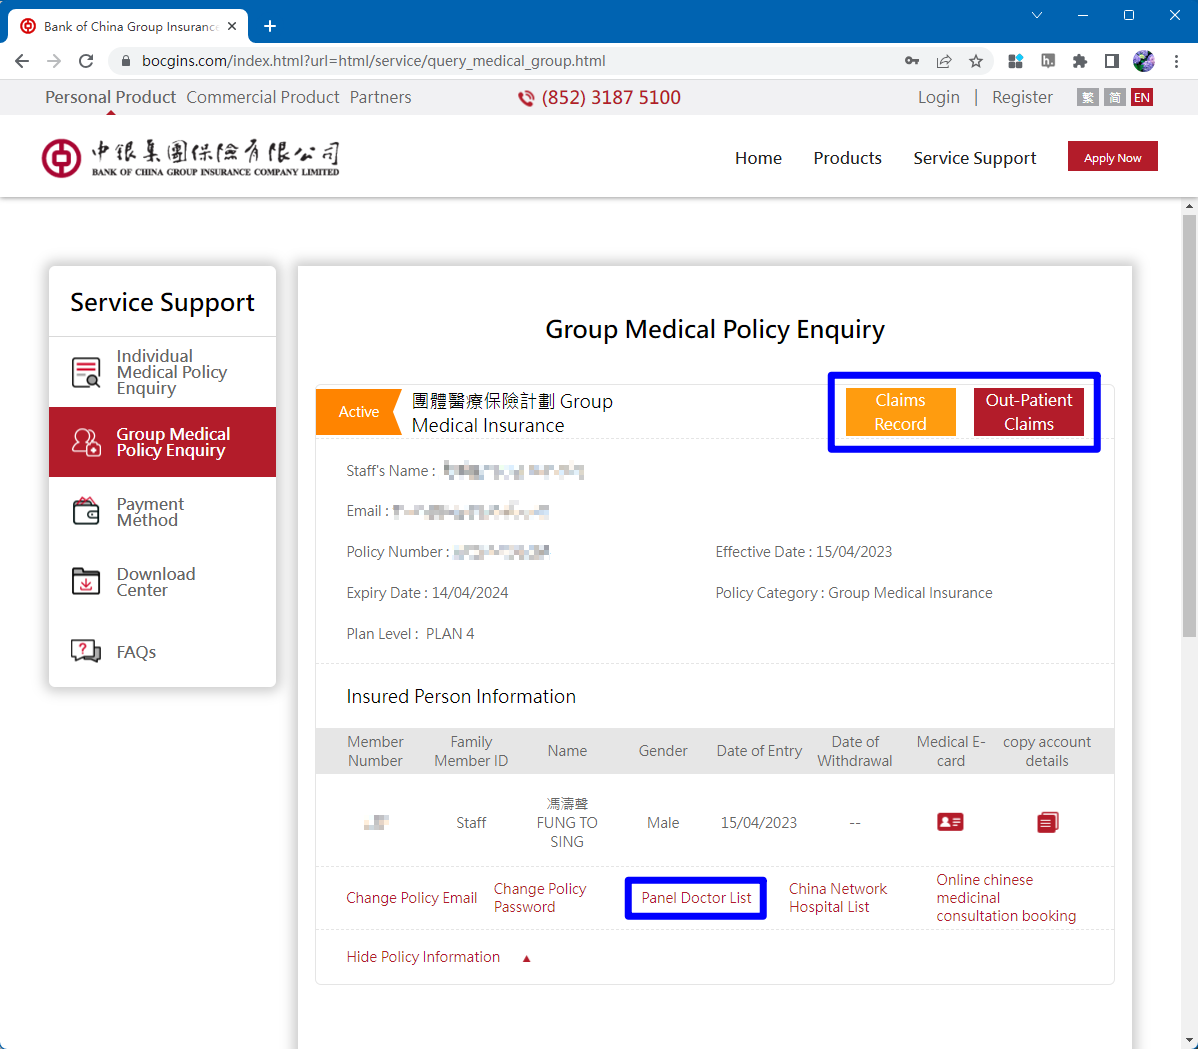 Bank of China Group Insurance
bocgins.com/index.html?url=html/service/query_medical_group.html
Personal Product Commercial Product Partners (852) 3187 5100 Login | Register 繁 简 EN
中銀集團保險有限公司
BANK OF CHINA GROUP INSURANCE COMPANY LIMITED
Home Products Service Support Apply Now
Service Support
Individual
Medical Policy
Enquiry
Group Medical
Policy Enquiry
Payment
Method
Download
Center
FAQs
Group Medical Policy Enquiry
Active
團體醫療保險計劃 Group
Medical Insurance
Claims
Record
Out-Patient
Claims
Staff's Name :
Email :
Policy Number :
Effective Date : 15/04/2023
Expiry Date : 14/04/2024
Policy Category : Group Medical Insurance
Plan Level : PLAN 4
Insured Person Information
Member
Number
Family
Member ID
Name
Gender
Date of Entry
Date of
Withdrawal
Medical E-
card
copy account
details
Staff
馮濤聲
FUNG TO
SING
Male
15/04/2023
--
Change Policy Email
Change Policy
Password
Panel Doctor List
China Network
Hospital List
Online chinese
medicinal
consultation booking
Hide Policy Information ▲